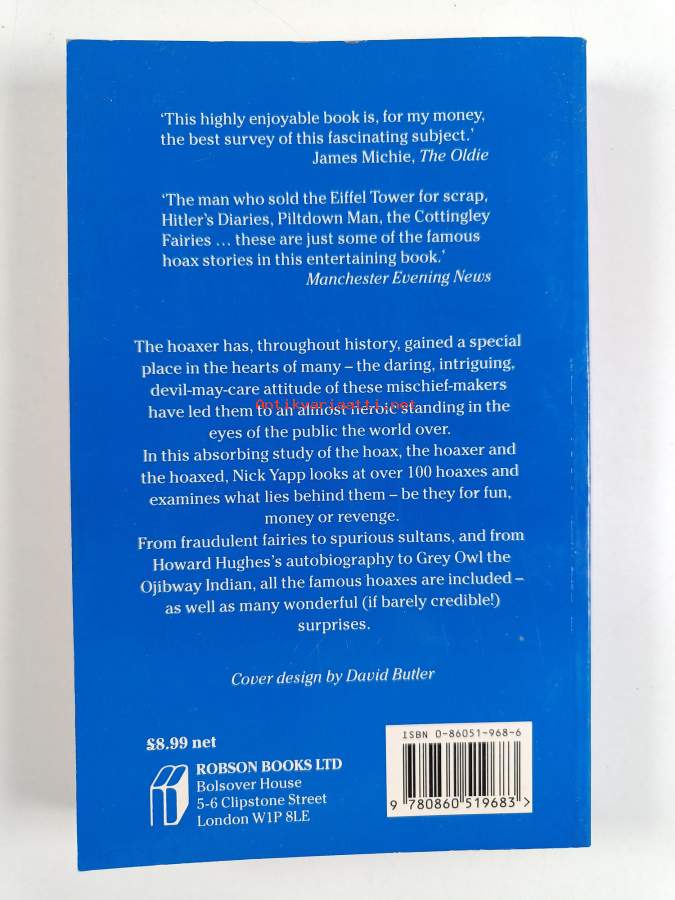 ‘This highly enjoyable book is, for my money,
the best survey of this fascinating subject.’
James Michie, The Oldie
‘The man who sold the Eiffel Tower for scrap,
Hitler’s Diaries, Piltdown Man, the Cottingley
Fairies ... these are just some of the famous
hoax stories in this entertaining book.’
Manchester Evening News
The hoaxer has, throughout history, gained a special
place in the hearts of many – the daring, intriguing,
devil-may-care attitude of these mischief-makers
have led them to an almost heroic standing in the
Antikvariaatti.net
eyes of the public the world over.
In this absorbing study of the hoax, the hoaxer and
the hoaxed, Nick Yapp looks at over 100 hoaxes and
examines what lies behind them – be they for fun,
money or revenge.
From fraudulent fairies to spurious sultans, and from
Howard Hughes’s autobiography to Grey Owl the
Ojibway Indian, all the famous hoaxes are included –
as well as many wonderful (if barely credible!)
surprises.
Cover design by David Butler
£8.99 net
ROBSON BOOKS LTD
Bolsover House
5-6 Clipstone Street
London W1P 8LE
ISBN 0-86051-968-6
9 780860 519683 >